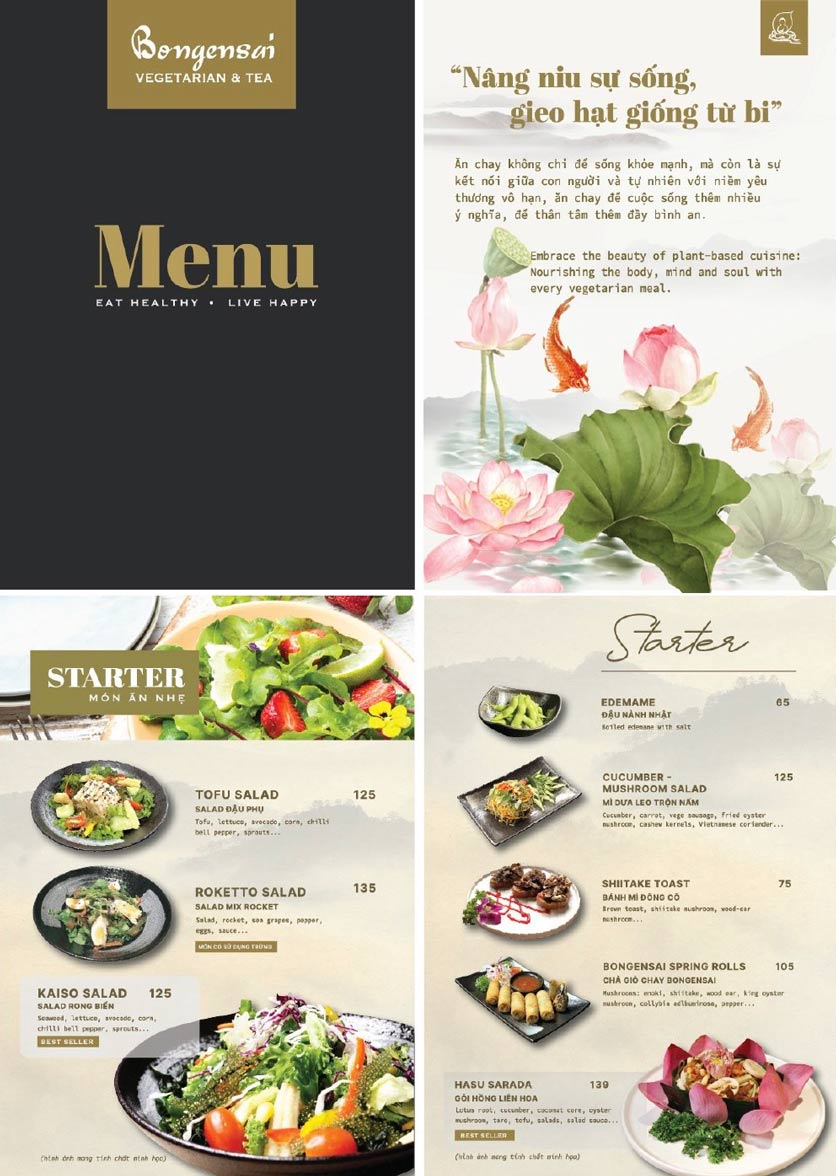 Bongensai
VEGETARIAN & TEA
Menu
EAT HEALTHY • LIVE HAPPY
“Nâng niu sự sống,
gieo hạt giống từ bi”
Ăn chay không chỉ để sống khỏe mạnh, mà còn là sự
kết nối giữa con người và tự nhiên với niềm yêu
thương vô hạn, ăn chay để cuộc sống thêm nhiều
ý nghĩa, để thân tâm thêm đầy bình an.
Embrace the beauty of plant-based cuisine:
Nourishing the body, mind and soul with
every vegetarian meal.
STARTER
MÓN ĂN NHẸ
TOFU SALAD 125
SALAD ĐẬU PHỤ
Tofu, lettuce, avocado, corn, chilli
bell pepper, sprouts...
ROKETTO SALAD 135
SALAD MIX ROCKET
Salad, rocket, sea grapes, pepper,
eggs, sauce...
MÓN CÓ SỬ DỤNG TRỨNG
KAISO SALAD 125
SALAD RONG BIỂN
Seaweed, lettuce, avocado, corn,
chilli bell pepper, sprouts...
BEST SELLER
(hình ảnh mang tính chất minh họa)
Starter
EDEMAME 65
ĐẬU NÀNH NHẬT
Boiled edemame with salt
CUCUMBER - 125
MUSHROOM SALAD
MÌ DƯA LEO TRỘN NẤM
Cucumber, carrot, vege sausage, fried oyster
mushroom, cashew kernels, Vietnamese coriander...
SHIITAKE TOAST 75
BÁNH MÌ ĐÔNG CÔ
Brown toast, shiitake mushroom, wood-ear
mushroom...
BONGENSAI SPRING ROLLS 105
CHẢ GIÒ CHAY BONGENSAI
Mushrooms: enoki, shiitake, wood ear, king oyster
mushroom, collybia adlbuminosa, pepper...
HASU SARADA 139
GỎI HỒNG LIÊN HOA
Lotus root, cucumber, coconut core, oyster
mushroom, taro, tofu, salads, salad sauce...
BEST SELLER
(hình ảnh mang tính chất minh họa)